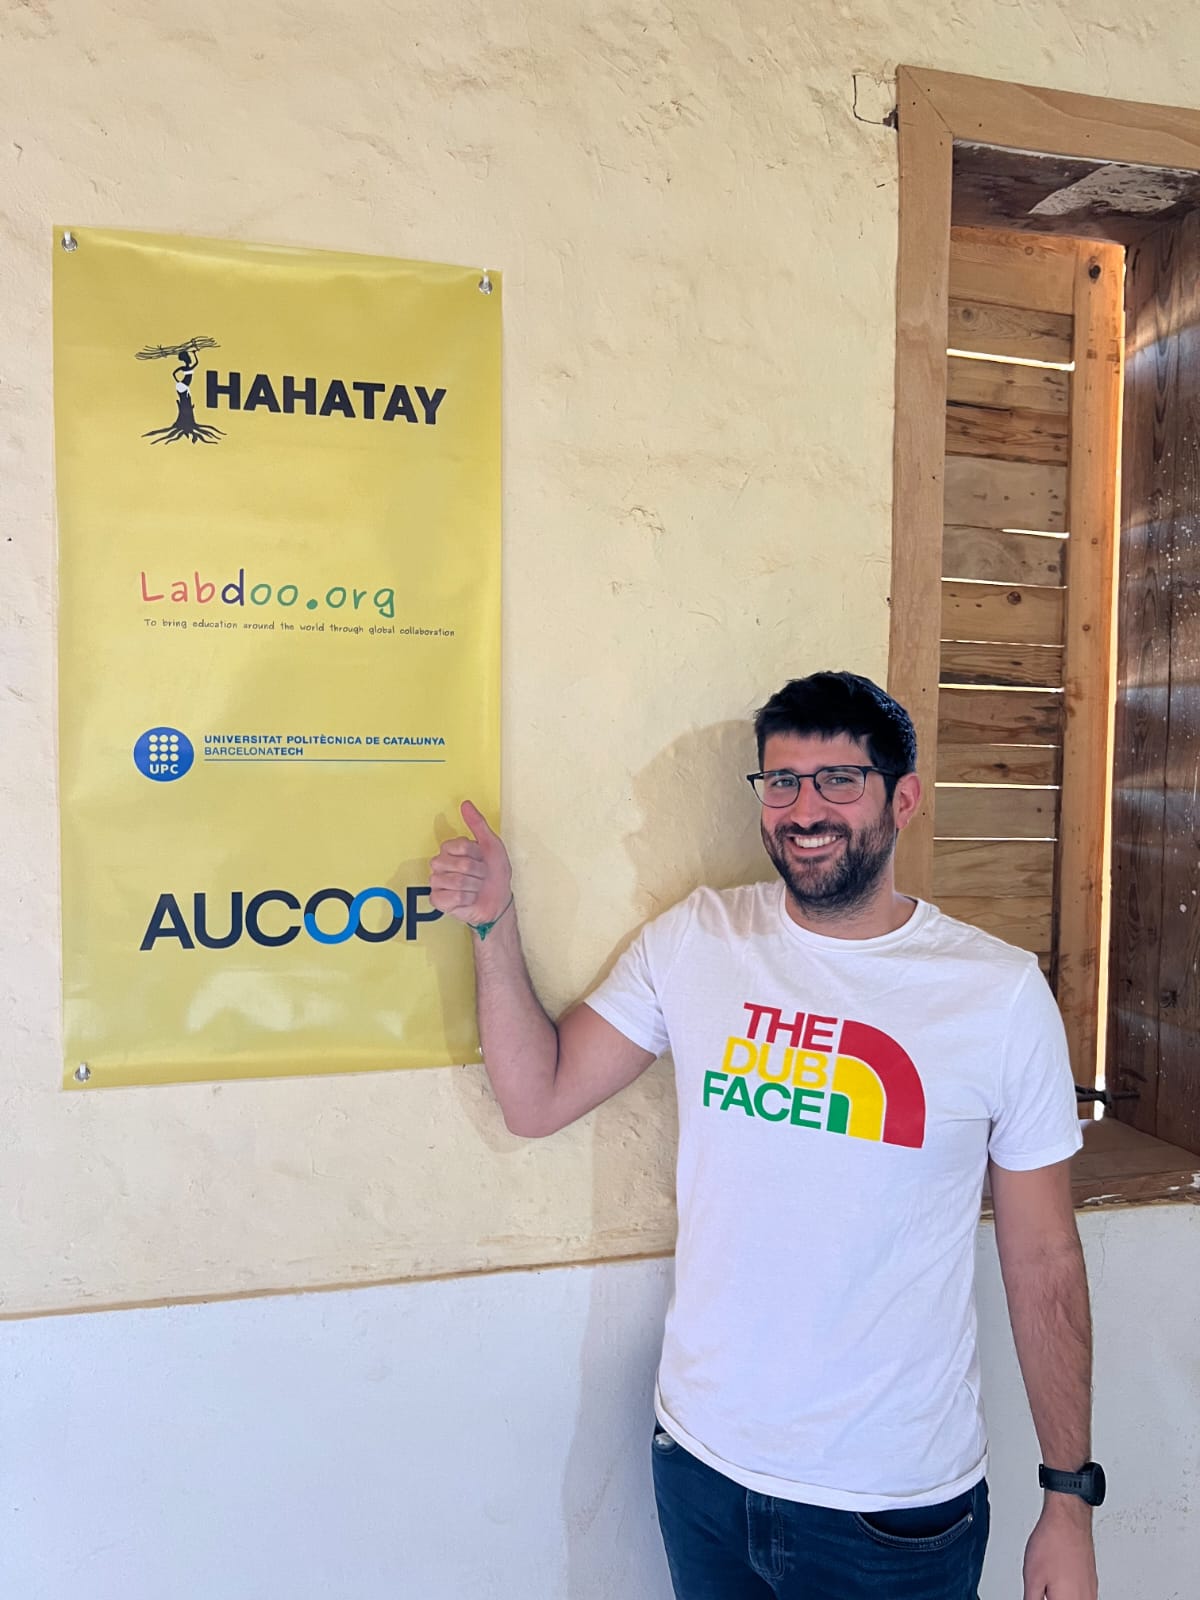 HAHATAY
Labdoo.org
To bring education around the world through global collaboration
UPC
UNIVERSITAT POLITÈCNICA DE CATALUNYA
BARCELONATECH
AUCOOP
THE
DUB
FACE